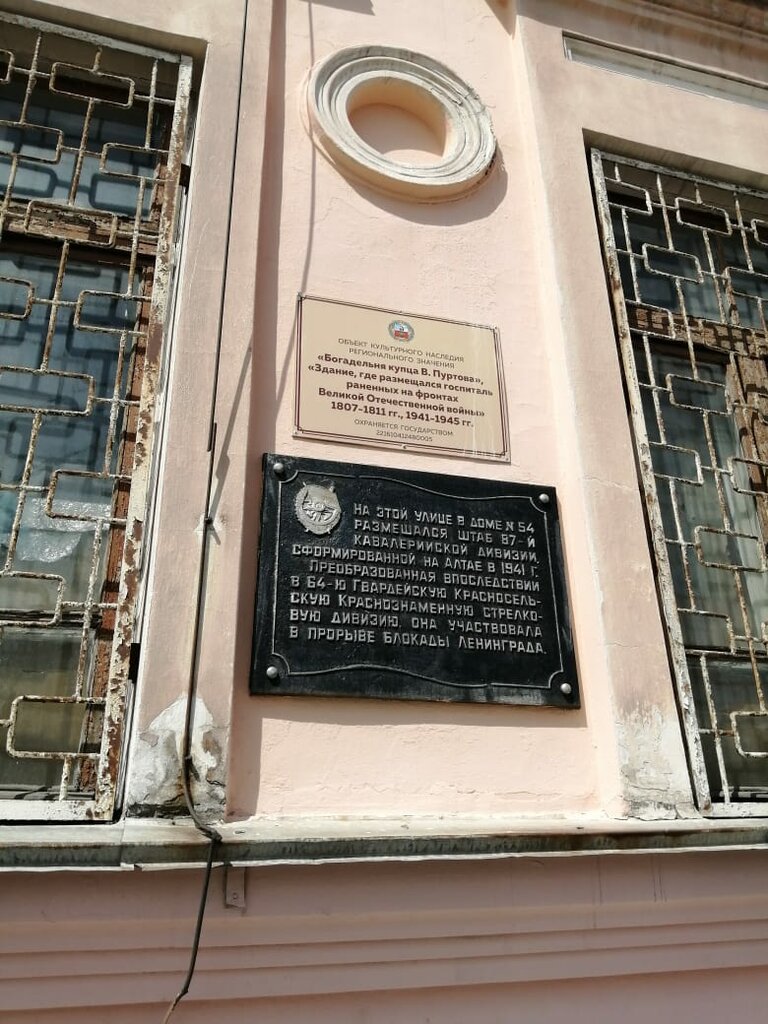 ОБЪЕКТ КУЛЬТУРНОГО НАСЛЕДИЯ
РЕГИОНАЛЬНОГО ЗНАЧЕНИЯ
«Богадельня купца В. Пуртова»,
«Здание, где размещался госпиталь
раненных на фронтах
Великой Отечественной войны»
1807-1811 гг., 1941-1945 гг.
ОХРАНЯЕТСЯ ГОСУДАРСТВОМ
221610412480005
НА ЭТОЙ УЛИЦЕ В ДОМЕ № 54
РАЗМЕЩАЛСЯ ШТАБ 87-Й
КАВАЛЕРИЙСКОЙ ДИВИЗИИ,
СФОРМИРОВАННОЙ НА АЛТАЕ В 1941 Г.
ПРЕОБРАЗОВАННАЯ ВПОСЛЕДСТВИИ
В 64-Ю ГВАРДЕЙСКУЮ КРАСНОСЕЛЬ-
СКУЮ КРАСНОЗНАМЕННУЮ СТРЕЛКО-
ВУЮ ДИВИЗИЮ, ОНА УЧАСТВОВАЛА
В ПРОРЫВЕ БЛОКАДЫ ЛЕНИНГРАДА.